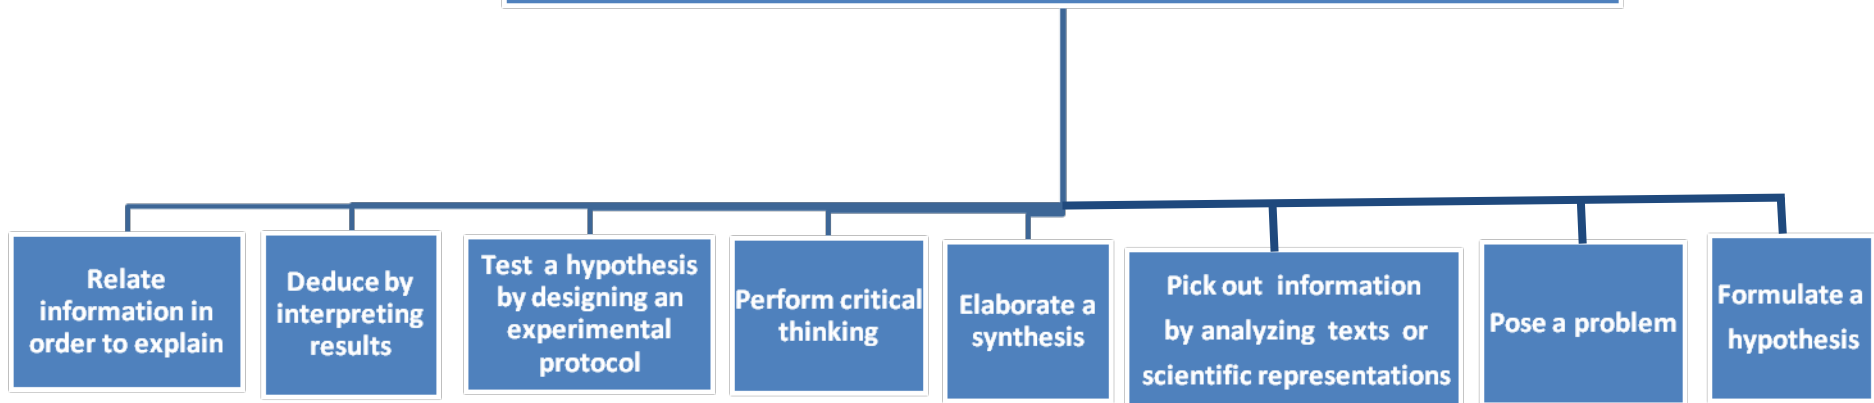 Relate
information in
order to explain
Deduce by
interpreting
results
Test a hypothesis
by designing an
experimental
protocol
Perform critical
thinking
Elaborate a
synthesis
Pick out information
by analyzing texts or
scientific representations
Pose a problem
Formulate a
hypothesis